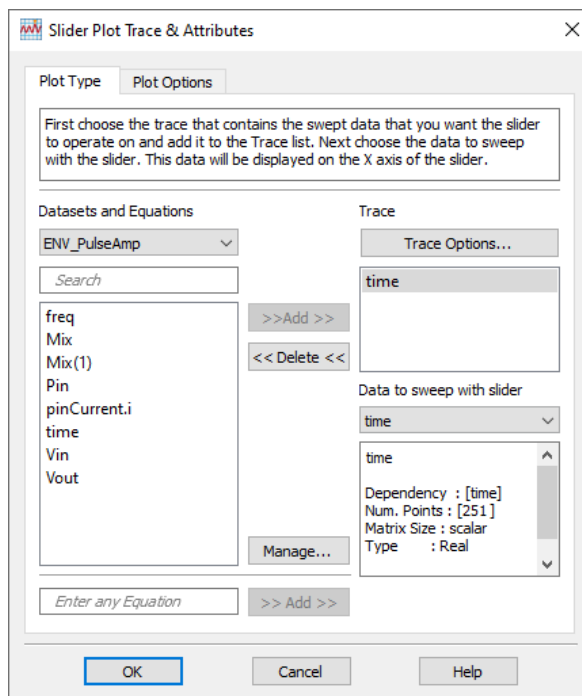 Slider Plot Trace & Attributes
Plot Type
Plot Options
First choose the trace that contains the swept data that you want the slider
to operate on and add it to the Trace list. Next choose the data to sweep
with the slider. This data will be displayed on the X axis of the slider.
Datasets and Equations
ENV_PulseAmp
Search
freq
Mix
Mix(1)
Pin
pinCurrent.i
time
Vin
Vout
>>Add >>
<< Delete <<
Manage...
Enter any Equation
>> Add >>
Trace
Trace Options...
time
Data to sweep with slider
time
time
Dependency : [time]
Num. Points : [251]
Matrix Size : scalar
Type : Real
OK
Cancel
Help